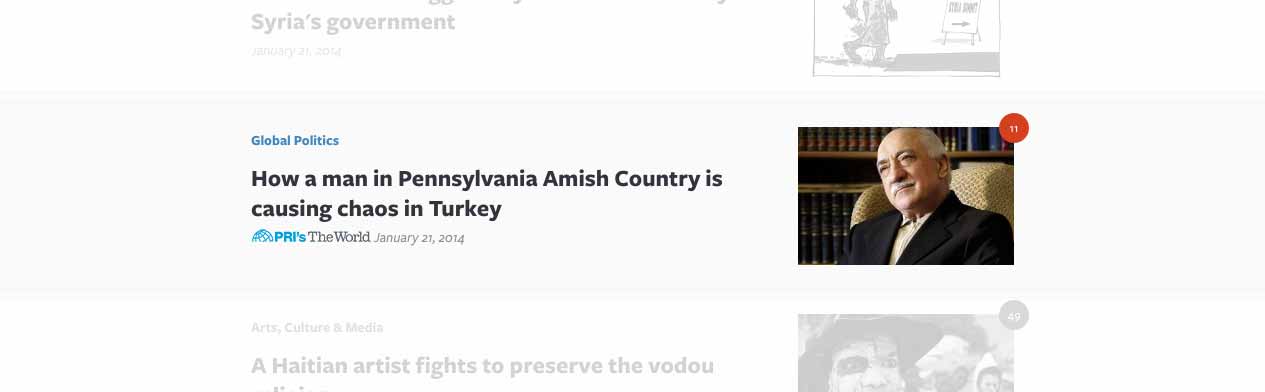 Syria's government
January 21, 2014
Global Politics
11
How a man in Pennsylvania Amish Country is
causing chaos in Turkey
PRI's The World January 21, 2014
Arts, Culture & Media
49
A Haitian artist fights to preserve the vodou